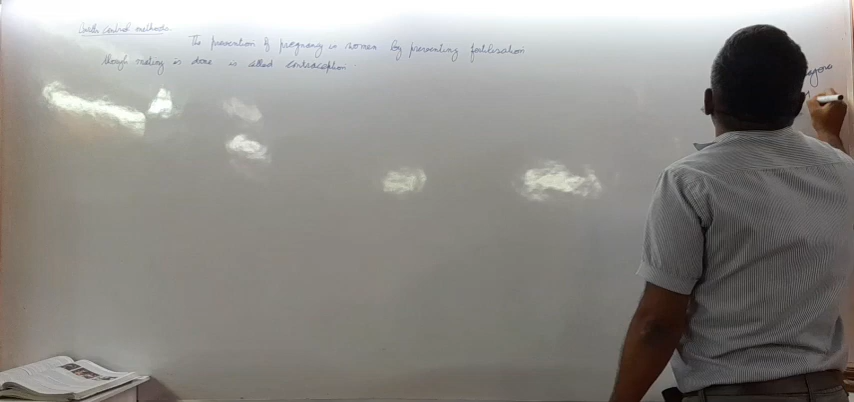 Birth control methods
The prevention of pregnancy in women by preventing fertilisation
though mating is done is called contraception.